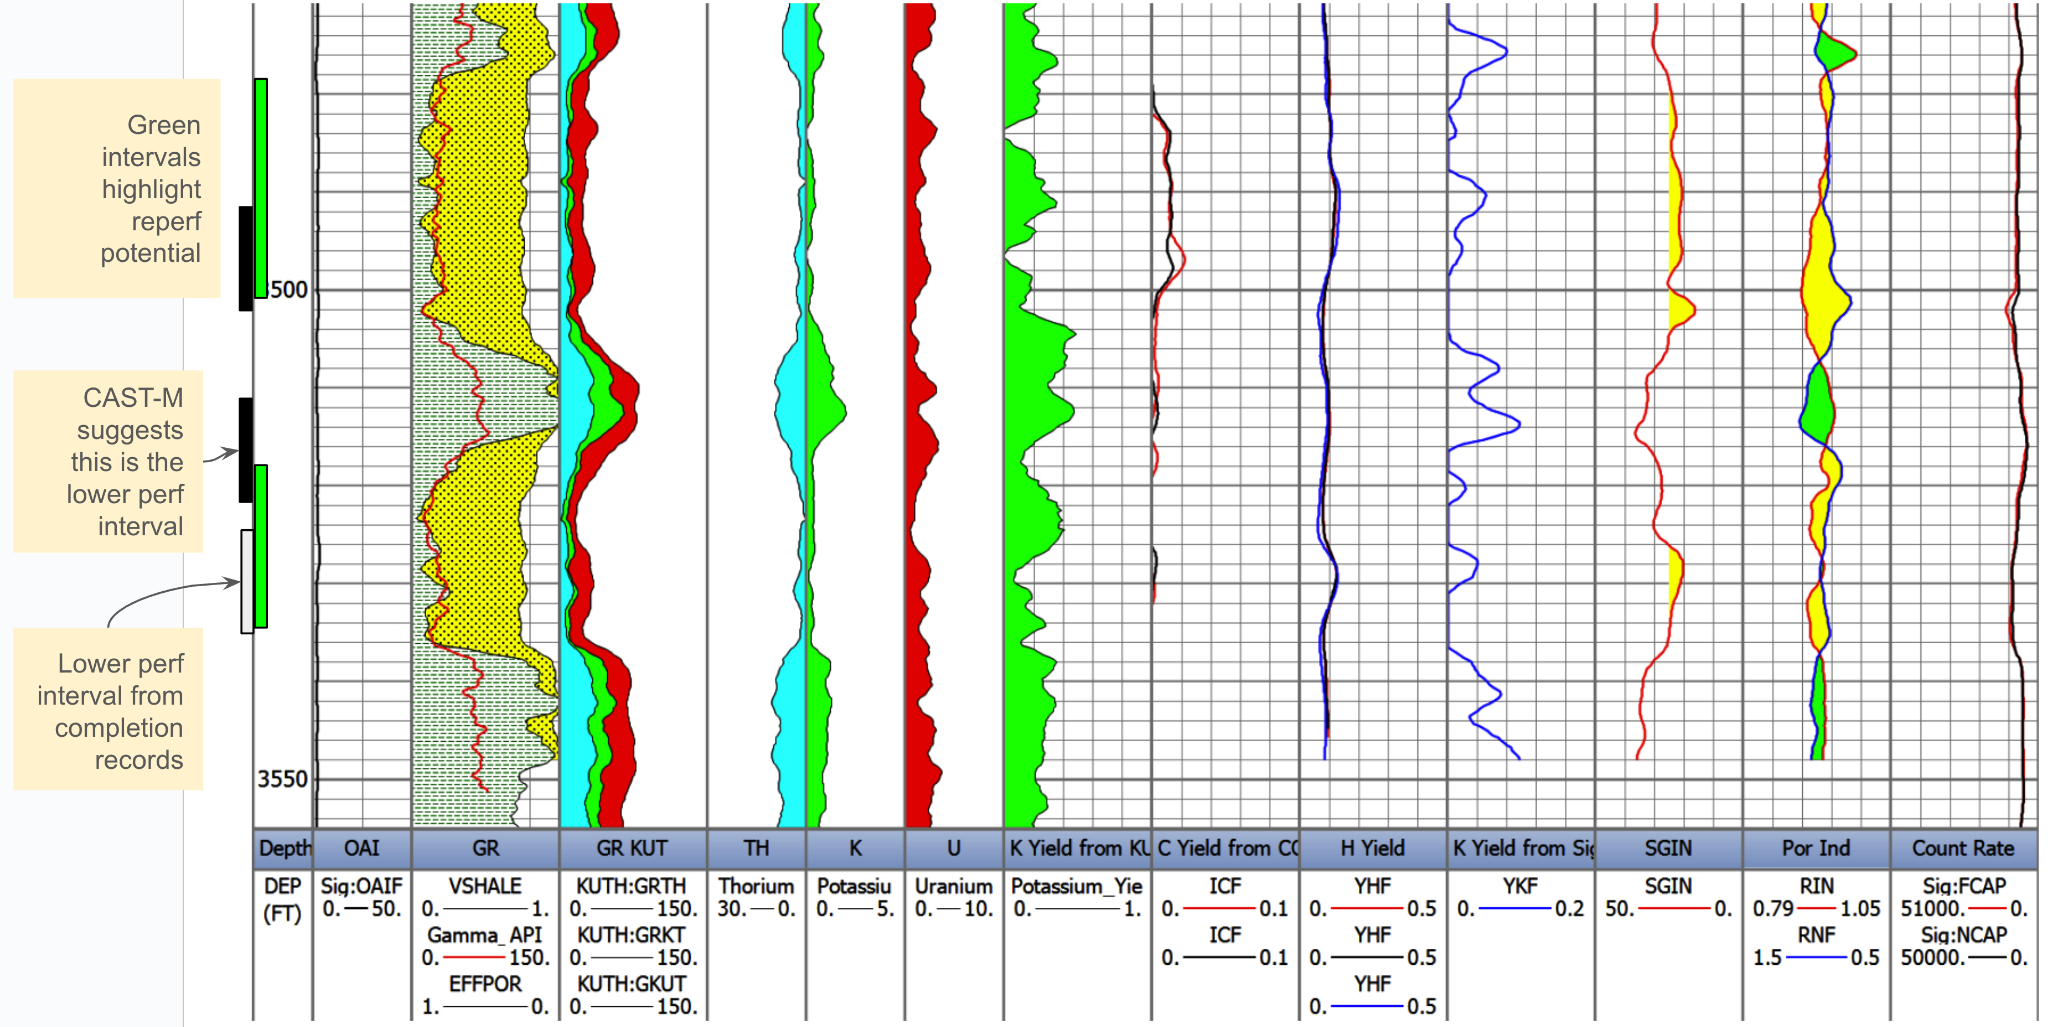 Green
intervals
highlight
reperf
potential
500
CAST-M
suggests
this is the
lower perf
interval
Lower perf
interval from
completion
records
3550
Depth OAI GR GR KUT TH K U K Yield from KU C Yield from CO H Yield K Yield from Sig SGIN Por Ind Count Rate
DEP Sig:OAIF VSHALE KUTH:GRTH Thorium Potassiu Uranium Potassium_Yie ICF YHF YKF SGIN RIN Sig:FCAP
(FT) 0. 50. 0. 1. 0. 150. 30. 0. 0. 5. 0. 10. 0. 1. 0. 0.1 0. 0.5 0. 0.2 50. 0. 0.79 1.05 51000. 0.
Gamma_API KUTH:GRKT ICF YHF RNF Sig:NCAP
0. 150. 0. 150. 0. 0.1 0. 0.5 1.5 0.5 50000. 0.
EFFPOR KUTH:GKUT YHF
1. 0. 0. 150. 0. 0.5